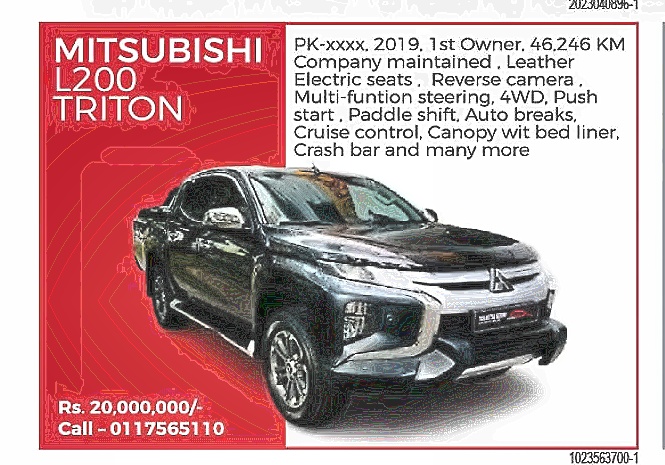 2023040896-1
MITSUBISHI
L200
TRITON
PK-xxxx, 2019, 1st Owner, 46,246 KM
Company maintained , Leather
Electric seats , Reverse camera ,
Multi-funtion steering, 4WD, Push
start , Paddle shift, Auto breaks,
Cruise control, Canopy wit bed liner,
Crash bar and many more
Rs. 20,000,000/-
Call – 0117565110
1023563700-1